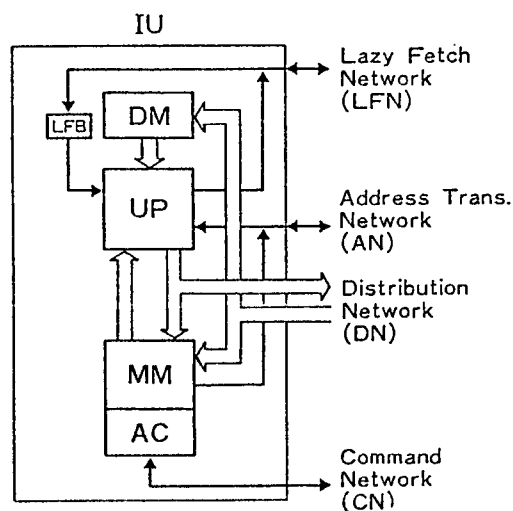 IU
Lazy Fetch
Network
(LFN)
LFB
DM
UP
Address Trans.
Network
(AN)
Distribution
Network
(DN)
MM
AC
Command
Network
(CN)